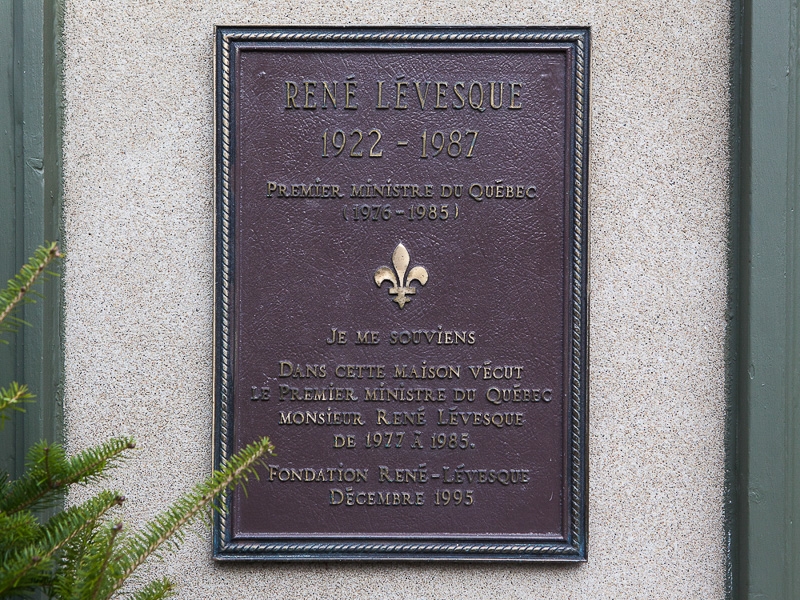 RENÉ LÉVESQUE
1922 - 1987
PREMIER MINISTRE DU QUÉBEC
(1976-1985)
JE ME SOUVIENS
DANS CETTE MAISON VÉCUT
LE PREMIER MINISTRE DU QUÉBEC
MONSIEUR RENÉ LÉVESQUE
DE 1977 À 1985.
FONDATION RENÉ-LÉVESQUE
DÉCEMBRE 1995